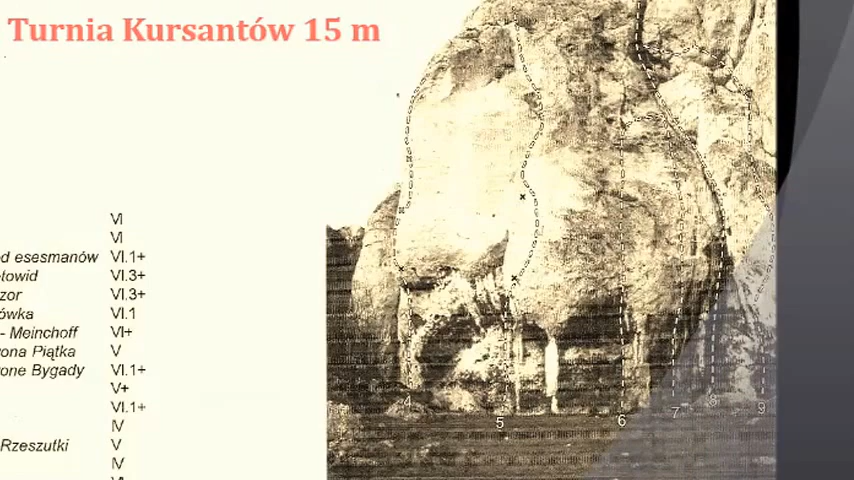 Turnia Kursantów 15 m
VI
VI
d esesmanów VI.1+
towid VI.3+
zor VI.3+
ówka VI.1
- Meinchoff VI+
ona Piątka V
one Bygady VI.1+
V+
VI.1+
IV
Rzeszutki V
IV
4 5 6 7 8 9